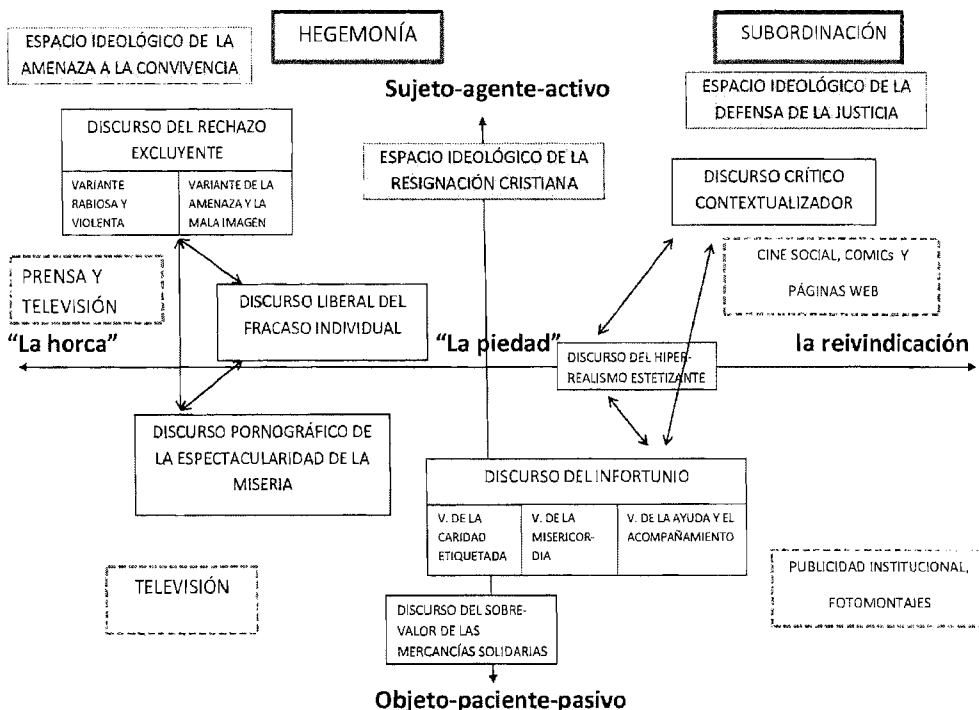 ESPACIO IDEOLÓGICO DE LA
AMENAZA A LA CONVIVENCIA
HEGEMONÍA
SUBORDINACIÓN
Sujeto-agente-activo
ESPACIO IDEOLÓGICO DE LA
DEFENSA DE LA JUSTICIA
DISCURSO DEL RECHAZO
EXCLUYENTE
VARIANTE
RABIOSA Y
VIOLENTA
VARIANTE DE LA
AMENAZA Y LA
MALA IMAGEN
ESPACIO IDEOLÓGICO DE LA
RESIGNACIÓN CRISTIANA
DISCURSO CRÍTICO
CONTEXTUALIZADOR
PRENSA Y
TELEVISIÓN
CINE SOCIAL, COMICs Y
PÁGINAS WEB
DISCURSO LIBERAL DEL
FRACASO INDIVIDUAL
“La horca”
“La piedad”
la reivindicación
DISCURSO DEL HIPER-
REALISMO ESTETIZANTE
DISCURSO PORNOGRÁFICO DE
LA ESPECTACULARIDAD DE LA
MISERIA
DISCURSO DEL INFORTUNIO
V. DE LA
CARIDAD
ETIQUETADA
V. DE LA
MISERICOR-
DIA
V. DE LA AYUDA Y EL
ACOMPAÑAMIENTO
TELEVISIÓN
PUBLICIDAD INSTITUCIONAL,
FOTOMONTAJES
DISCURSO DEL SOBRE-
VALOR DE LAS
MERCANCÍAS SOLIDARIAS
Objeto-paciente-pasivo